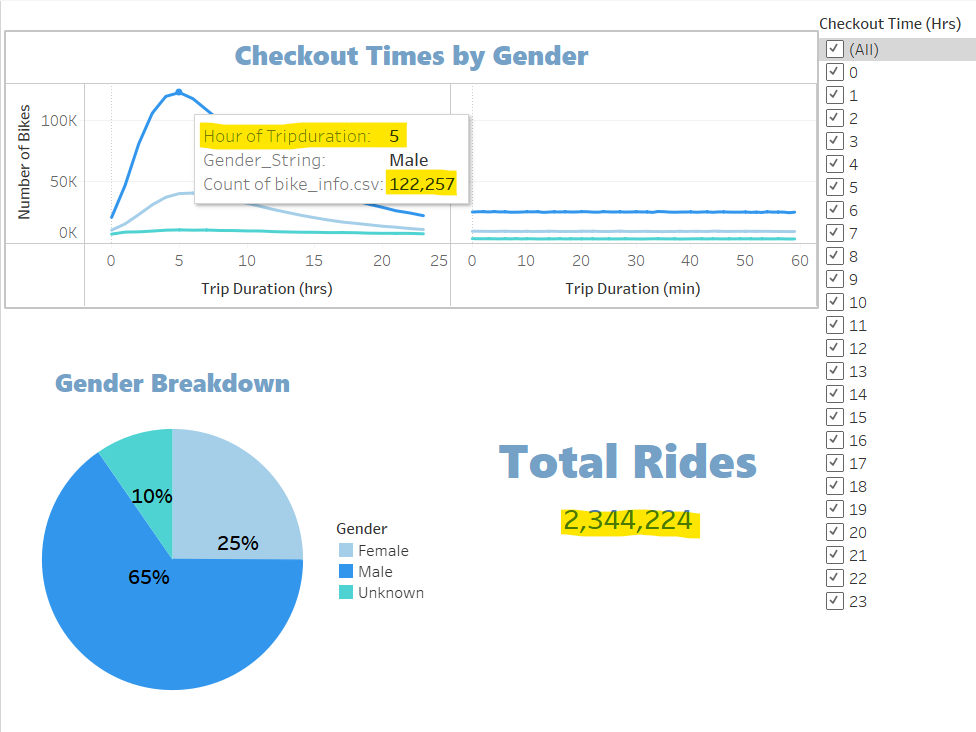 Checkout Times by Gender
Number of Bikes
100K
50K
0K
Hour of Tripduration: 5
Gender_String: Male
Count of bike_info.csv: 122,257
0 5 10 15 20 25
Trip Duration (hrs)
0 10 20 30 40 50 60
Trip Duration (min)
Gender Breakdown
10%
25%
65%
Gender
Female
Male
Unknown
Total Rides
2,344,224
Checkout Time (Hrs)
(All)
0
1
2
3
4
5
6
7
8
9
10
11
12
13
14
15
16
17
18
19
20
21
22
23